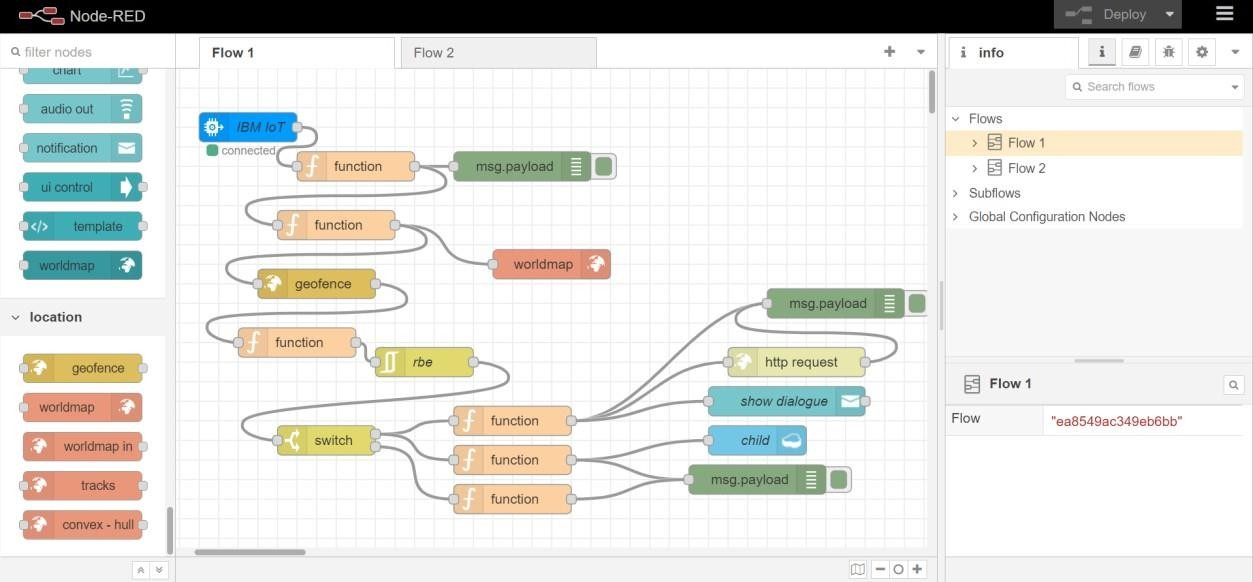 Node-RED
Deploy
filter nodes
chart
audio out
notification
ui control
template
worldmap
location
geofence
worldmap
worldmap in
tracks
convex - hull
Flow 1
Flow 2
IBM IoT
connected
function
msg.payload
function
worldmap
geofence
function
rbe
switch
function
function
function
msg.payload
http request
show dialogue
child
msg.payload
info
Search flows
Flows
Flow 1
Flow 2
Subflows
Global Configuration Nodes
Flow 1
Flow "ea8549ac349eb6bb"